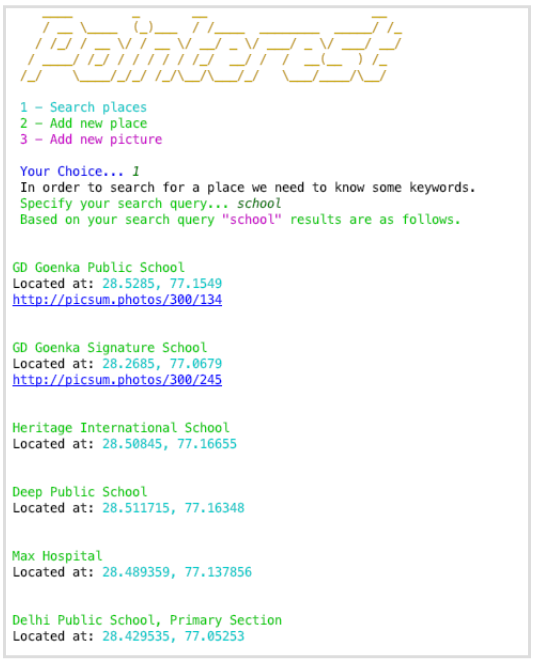 Pointerest
1 – Search places
2 – Add new place
3 – Add new picture
Your Choice... 1
In order to search for a place we need to know some keywords.
Specify your search query... school
Based on your search query "school" results are as follows.
GD Goenka Public School
Located at: 28.5285, 77.1549
http://picsum.photos/300/134
GD Goenka Signature School
Located at: 28.2685, 77.0679
http://picsum.photos/300/245
Heritage International School
Located at: 28.50845, 77.16655
Deep Public School
Located at: 28.511715, 77.16348
Max Hospital
Located at: 28.489359, 77.137856
Delhi Public School, Primary Section
Located at: 28.429535, 77.05253